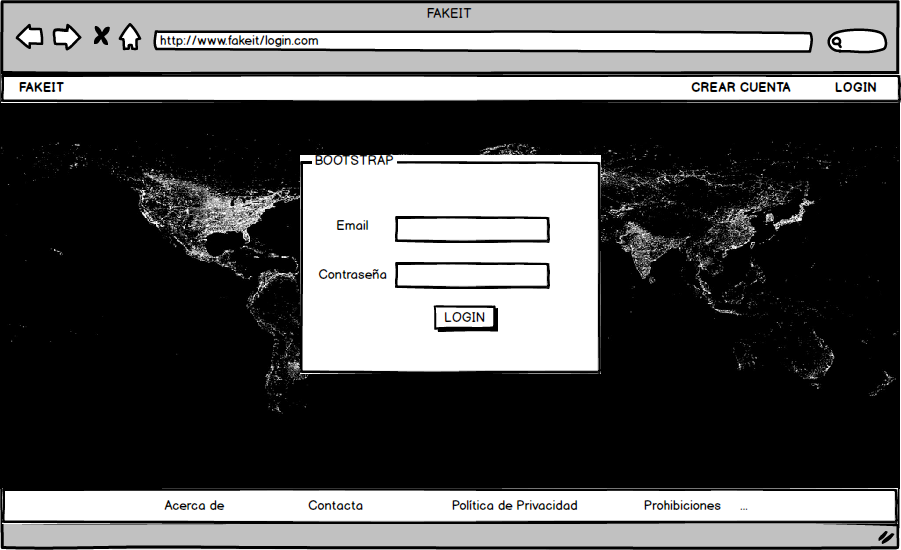 FAKEIT
http://www.fakeit/login.com
FAKEIT CREAR CUENTA LOGIN
BOOTSTRAP
Email
Contraseña
LOGIN
Acerca de Contacta Política de Privacidad Prohibiciones ...